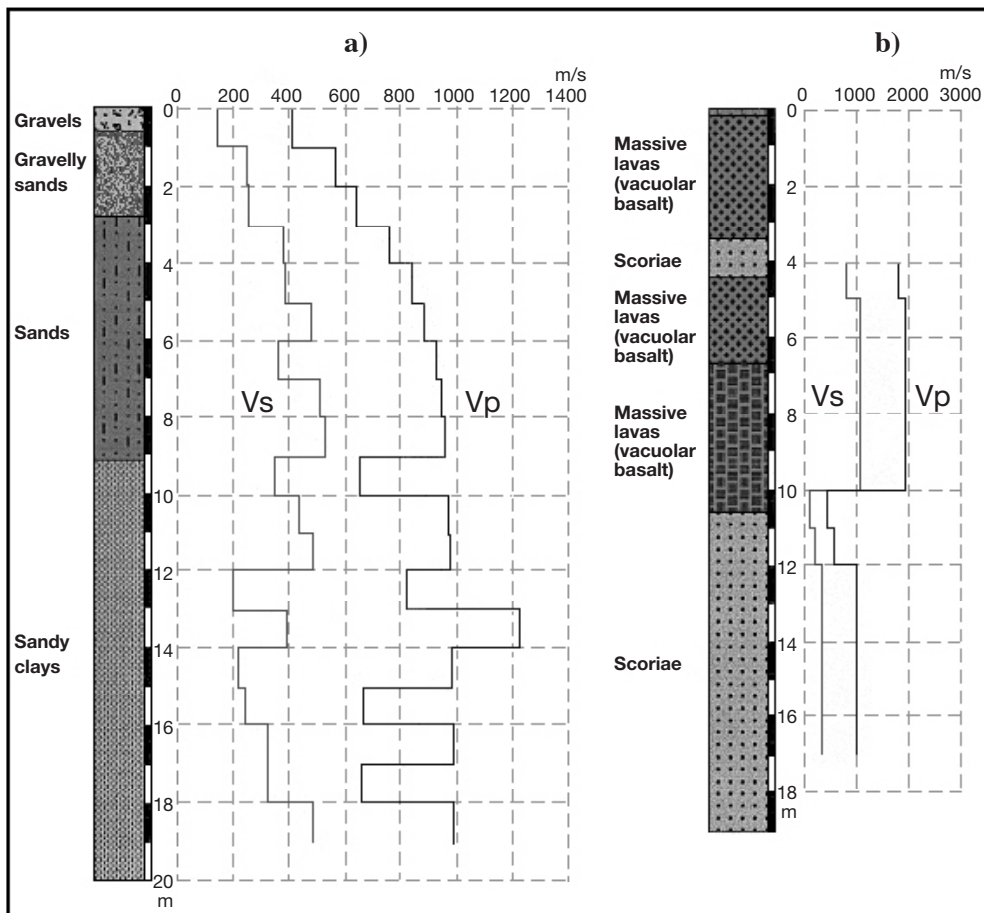 a)
m/s
0 200 400 600 800 1000 1200 1400
0
2
4
6
8
10
12
14
16
18
20
m
Gravels
Gravelly
sands
Sands
Sandy
clays
Vs
Vp
b)
m/s
0 1000 2000 3000
0
2
4
6
8
10
12
14
16
18
m
Massive
lavas
(vacuolar
basalt)
Scoriae
Massive
lavas
(vacuolar
basalt)
Massive
lavas
(vacuolar
basalt)
Scoriae
Vs
Vp